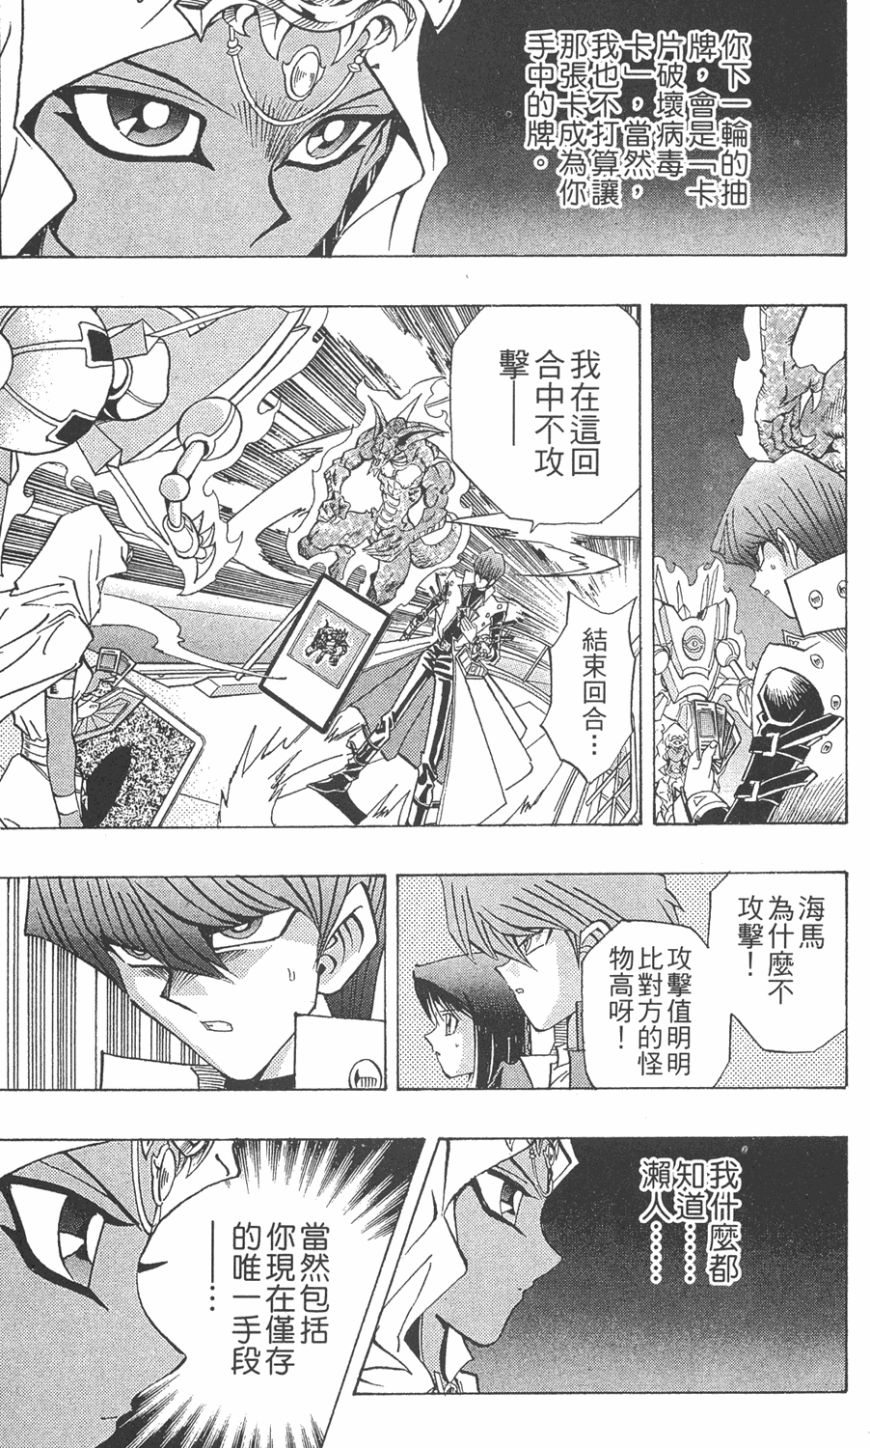 你下一輪的抽
牌，會是「卡
片破壞病毒
卡」，當然，
我也不打算讓
那張卡成為你
手中的牌。
我在這回
合中不攻
擊——
結束回合…
海馬
為什麼不
攻擊！
攻擊值明明
比對方的怪
物高呀！
我什麼都
知道……
瀨人……
當然包括
你現在僅存
的唯一手段
——…